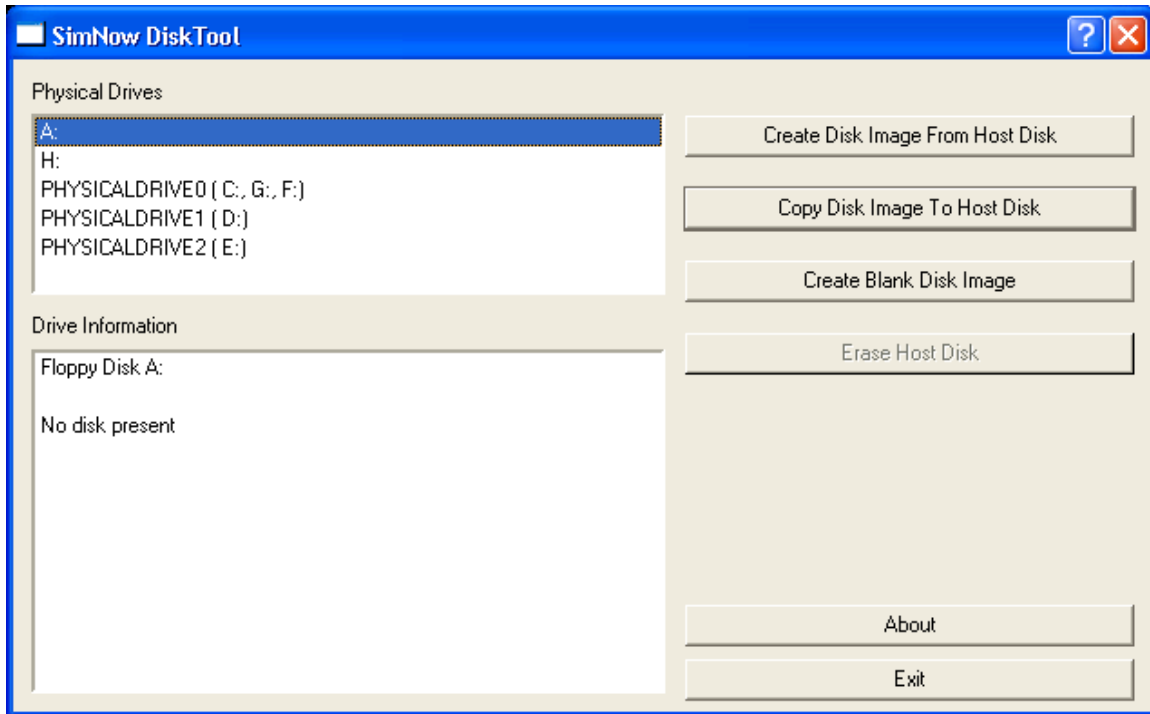 SimNow DiskTool
Physical Drives
A:
H:
PHYSICALDRIVE0 ( C:, G:, F:)
PHYSICALDRIVE1 ( D:)
PHYSICALDRIVE2 ( E:)
Drive Information
Floppy Disk A:
No disk present
Create Disk Image From Host Disk
Copy Disk Image To Host Disk
Create Blank Disk Image
Erase Host Disk
About
Exit